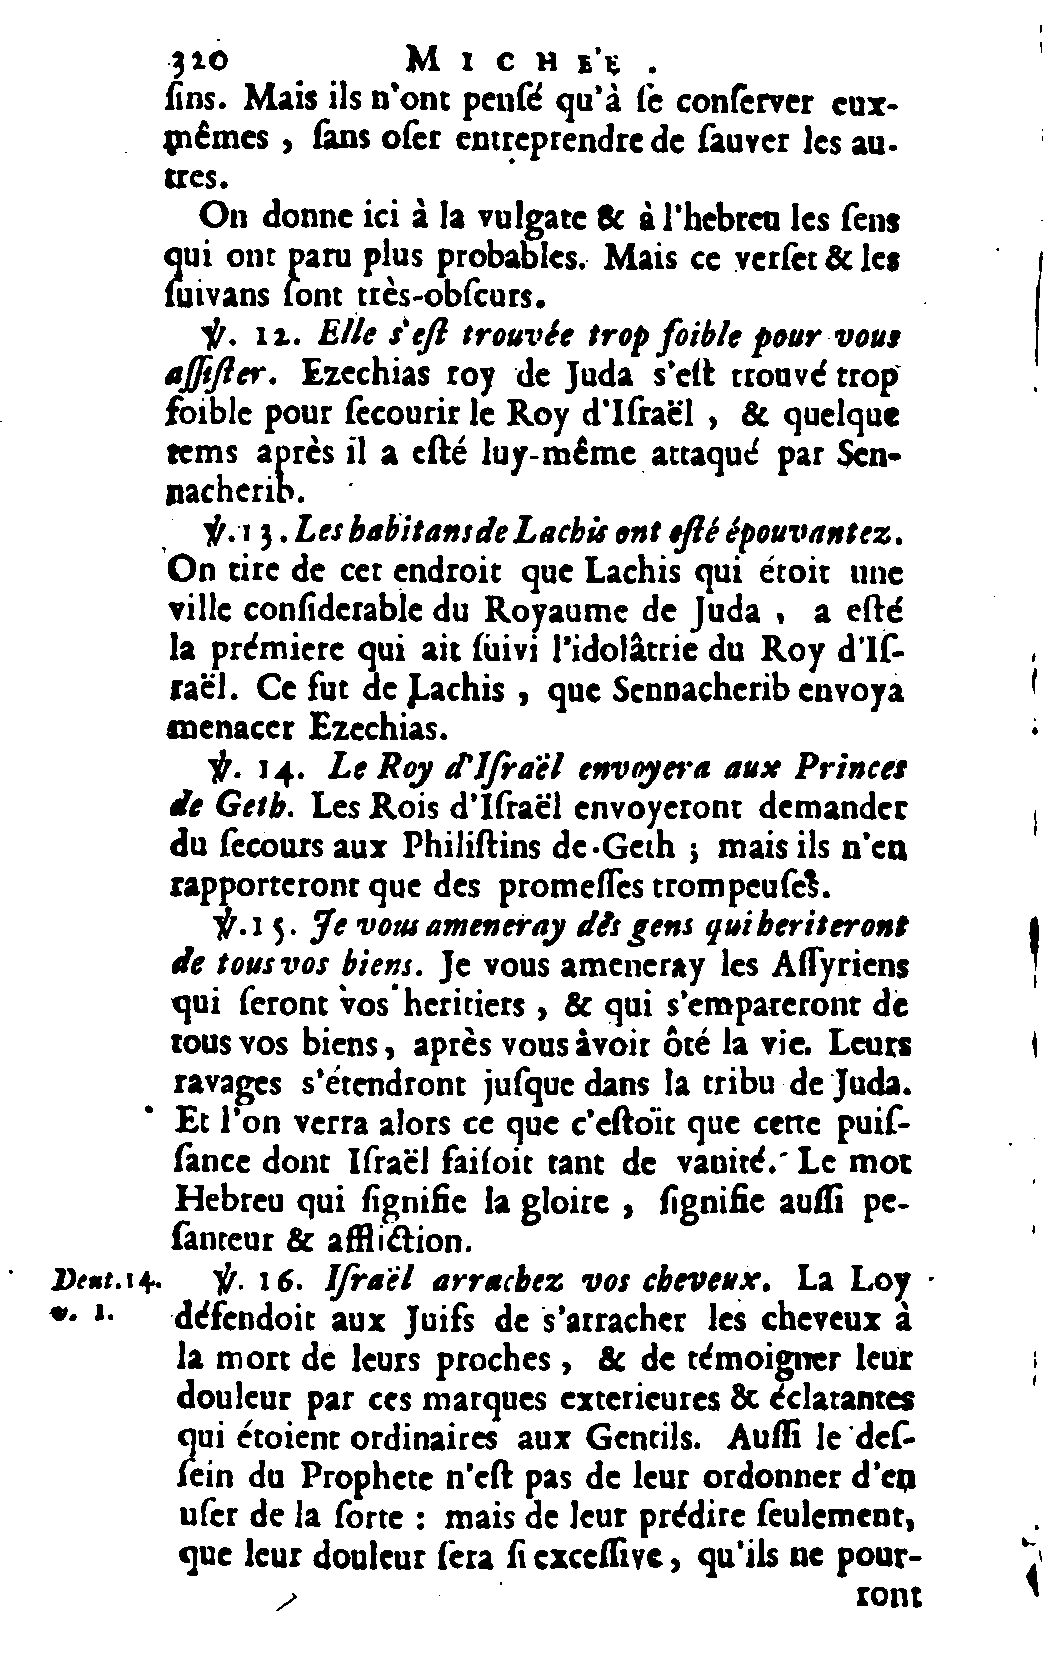 320 MICHE'E.
ſins. Mais ils n'ont penſé qu'à ſe conſerver eux-
mêmes, ſans oſer entreprendre de ſauver les au-
tres.
On donne ici à la vulgate & à l'hebreu les ſens
qui ont paru plus probables. Mais ce verſet & les
ſuivans ſont très-obſcurs.
℣. 12. Elle s'eſt trouvée trop foible pour vous
aſſiſter. Ezechias roy de Juda s'eſt trouvé trop
foible pour ſecourir le Roy d'Iſraël, & quelque
tems après il a eſté luy-même attaqué par Sen-
nacherib.
℣. 13. Les habitans de Lachis ont eſté épouvantez.
On tire de cet endroit que Lachis qui étoit une
ville conſiderable du Royaume de Juda, a eſté
la prémiere qui ait ſuivi l'idolâtrie du Roy d'Iſ-
raël. Ce fut de Lachis, que Sennacherib envoya
menacer Ezechias.
℣. 14. Le Roy d'Iſraël envoyera aux Princes
de Geth. Les Rois d'Iſraël envoyeront demander
du ſecours aux Philiſtins de Geth; mais ils n'en
rapporteront que des promeſſes trompeuſes.
℣. 15. Je vous ameneray dès gens qui heriteront
de tous vos biens. Je vous ameneray les Aſſyriens
qui ſeront vos heritiers, & qui s'empareront de
tous vos biens, après vous avoir ôté la vie. Leurs
ravages s'étendront juſque dans la tribu de Juda.
Et l'on verra alors ce que c'eſtoit que cette puiſ-
ſance dont Iſraël faiſoit tant de vanité. Le mot
Hebreu qui ſignifie la gloire, ſignifie auſſi pe-
ſanteur & affliction.
Deut. 14. ℣. 16. Iſraël arrachez vos cheveux. La Loy
v. 1. défendoit aux Juifs de s'arracher les cheveux à
la mort de leurs proches, & de témoigner leur
douleur par ces marques exterieures & éclatantes
qui étoient ordinaires aux Gentils. Auſſi le deſ-
ſein du Prophete n'eſt pas de leur ordonner d'en
uſer de la ſorte: mais de leur prédire ſeulement,
que leur douleur ſera ſi exceſſive, qu'ils ne pour-
ront